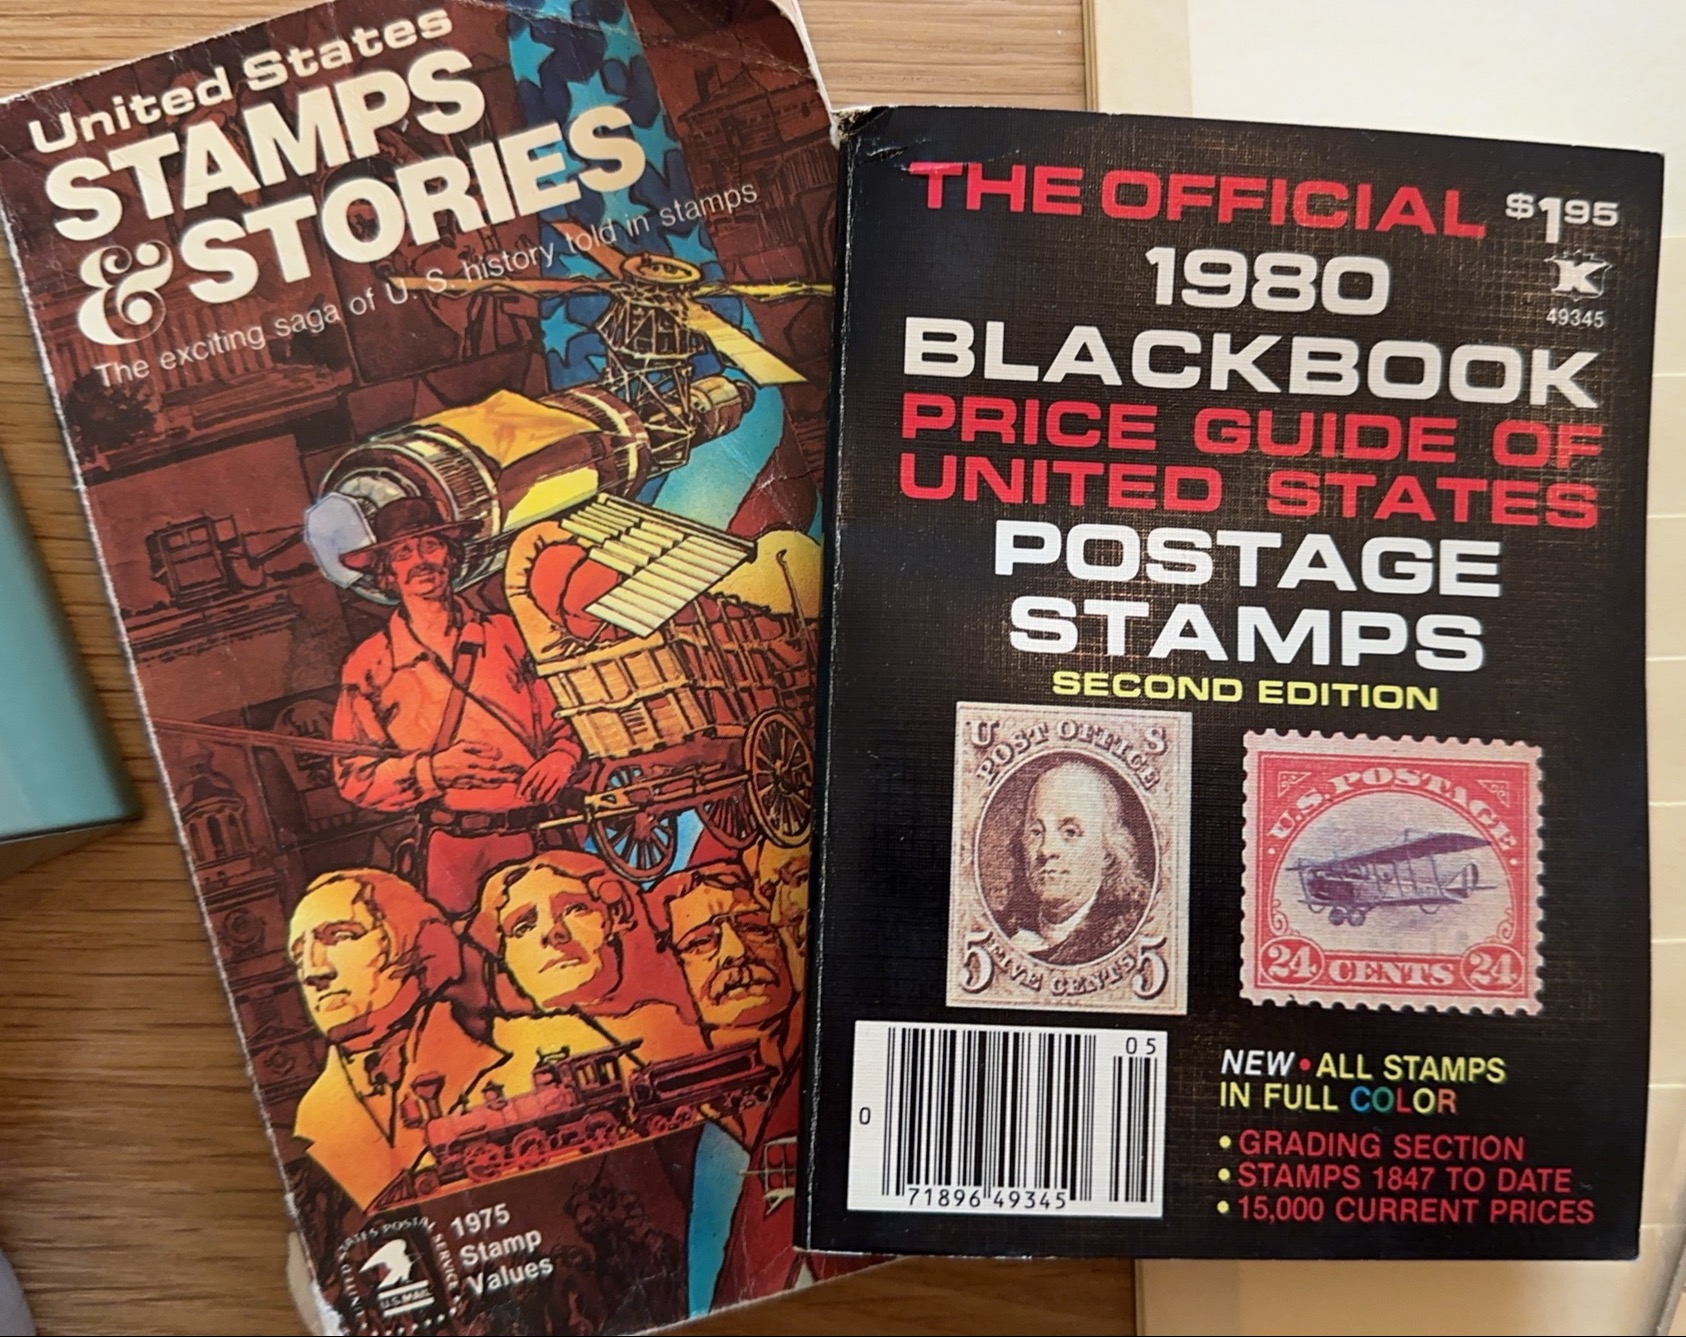 United States
STAMPS
& STORIES
The exciting saga of U. S. history told in stamps
1975
Stamp
Values
U.S. MAIL
THE OFFICIAL
$1.95
1980
K
49345
BLACKBOOK
PRICE GUIDE OF
UNITED STATES
POSTAGE
STAMPS
SECOND EDITION
U S
POST OFFICE
5 FIVE CENTS 5
U.S. POSTAGE
24 CENTS 24
05
0
71896 49345
NEW • ALL STAMPS
IN FULL COLOR
• GRADING SECTION
• STAMPS 1847 TO DATE
• 15,000 CURRENT PRICES